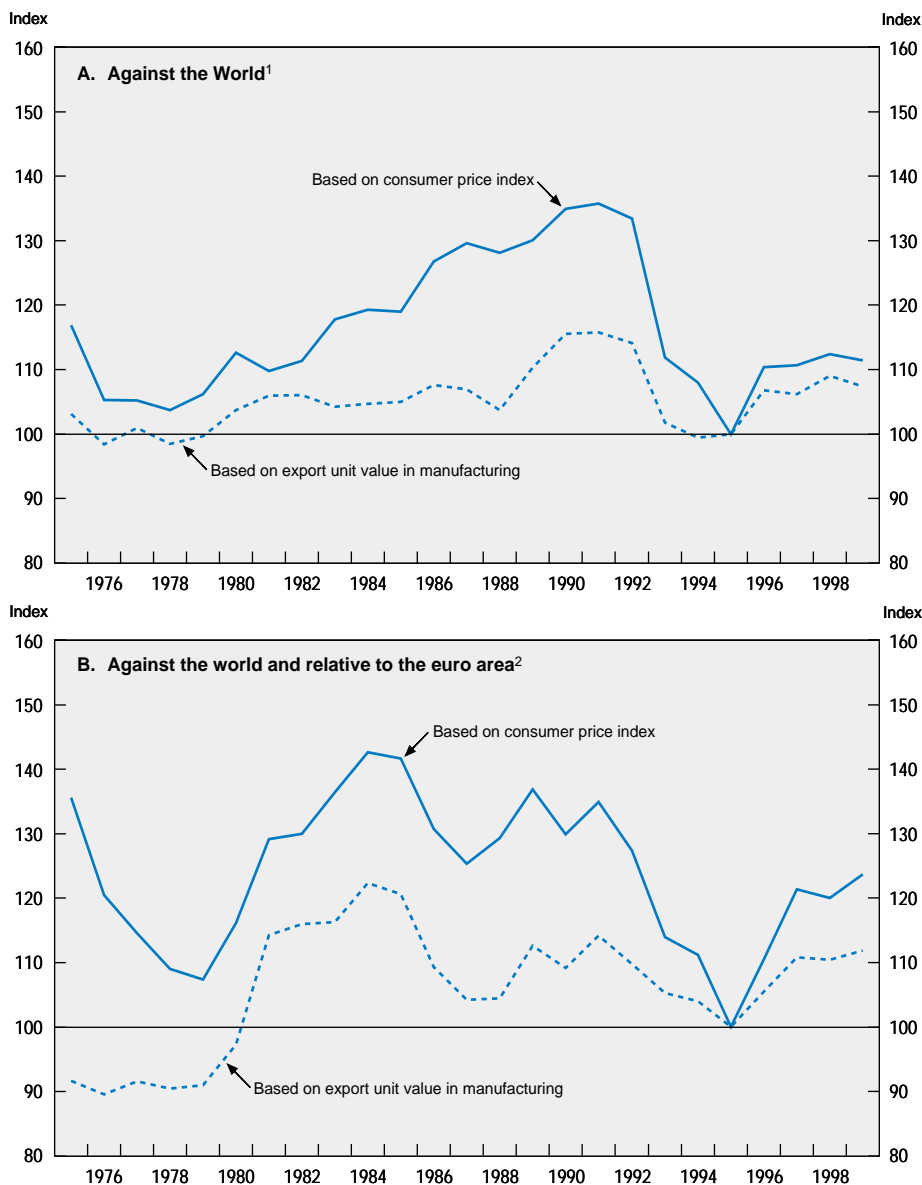 Index Index
160 160
A. Against the World1
150 150
140 140
Based on consumer price index
130 130
120 120
110 110
100 100
Based on export unit value in manufacturing
90 90
80 80
1976 1978 1980 1982 1984 1986 1988 1990 1992 1994 1996 1998
Index Index
160 160
B. Against the world and relative to the euro area2
150 150
Based on consumer price index
140 140
130 130
120 120
110 110
100 100
90 90
Based on export unit value in manufacturing
80 80
1976 1978 1980 1982 1984 1986 1988 1990 1992 1994 1996 1998